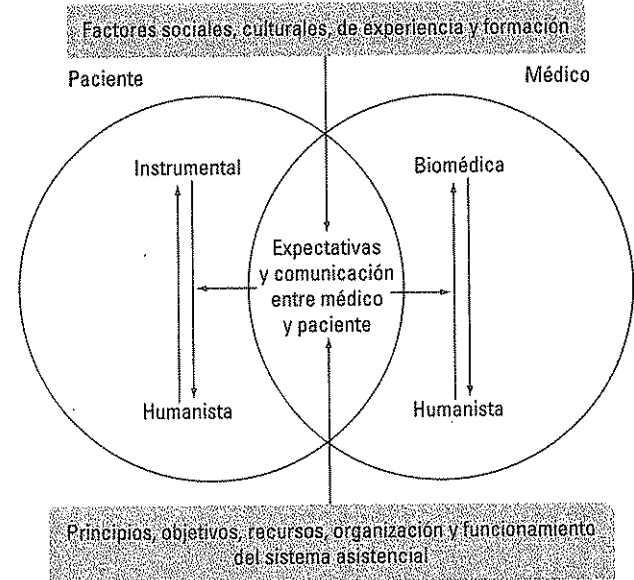 Factores sociales, culturales, de experiencia y formación
Paciente
Médico
Instrumental
Biomédica
Expectativas
y comunicación
entre médico
y paciente
Humanista
Humanista
Principios, objetivos, recursos, organización y funcionamiento
del sistema asistencial